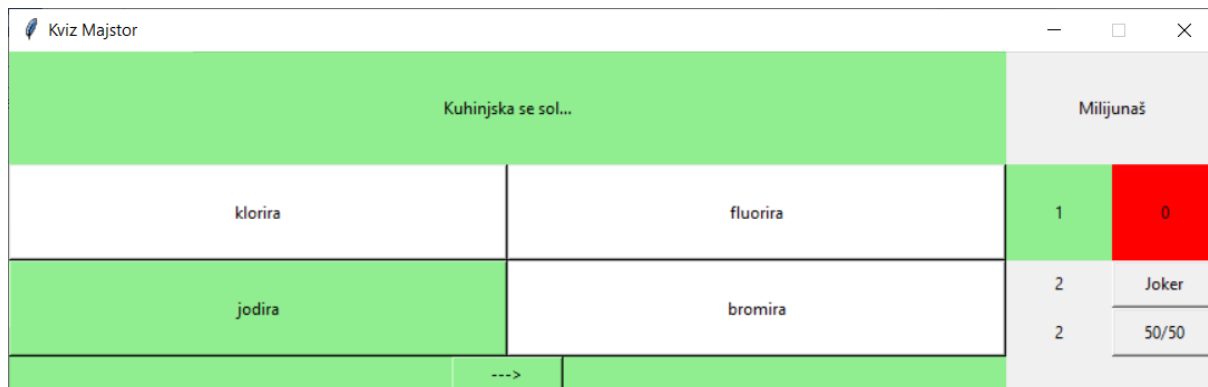 Kviz Majstor
Kuhinjska se sol...
Milijunaš
klorira
fluorira
1
0
jodira
bromira
2
Joker
2
50/50
--->